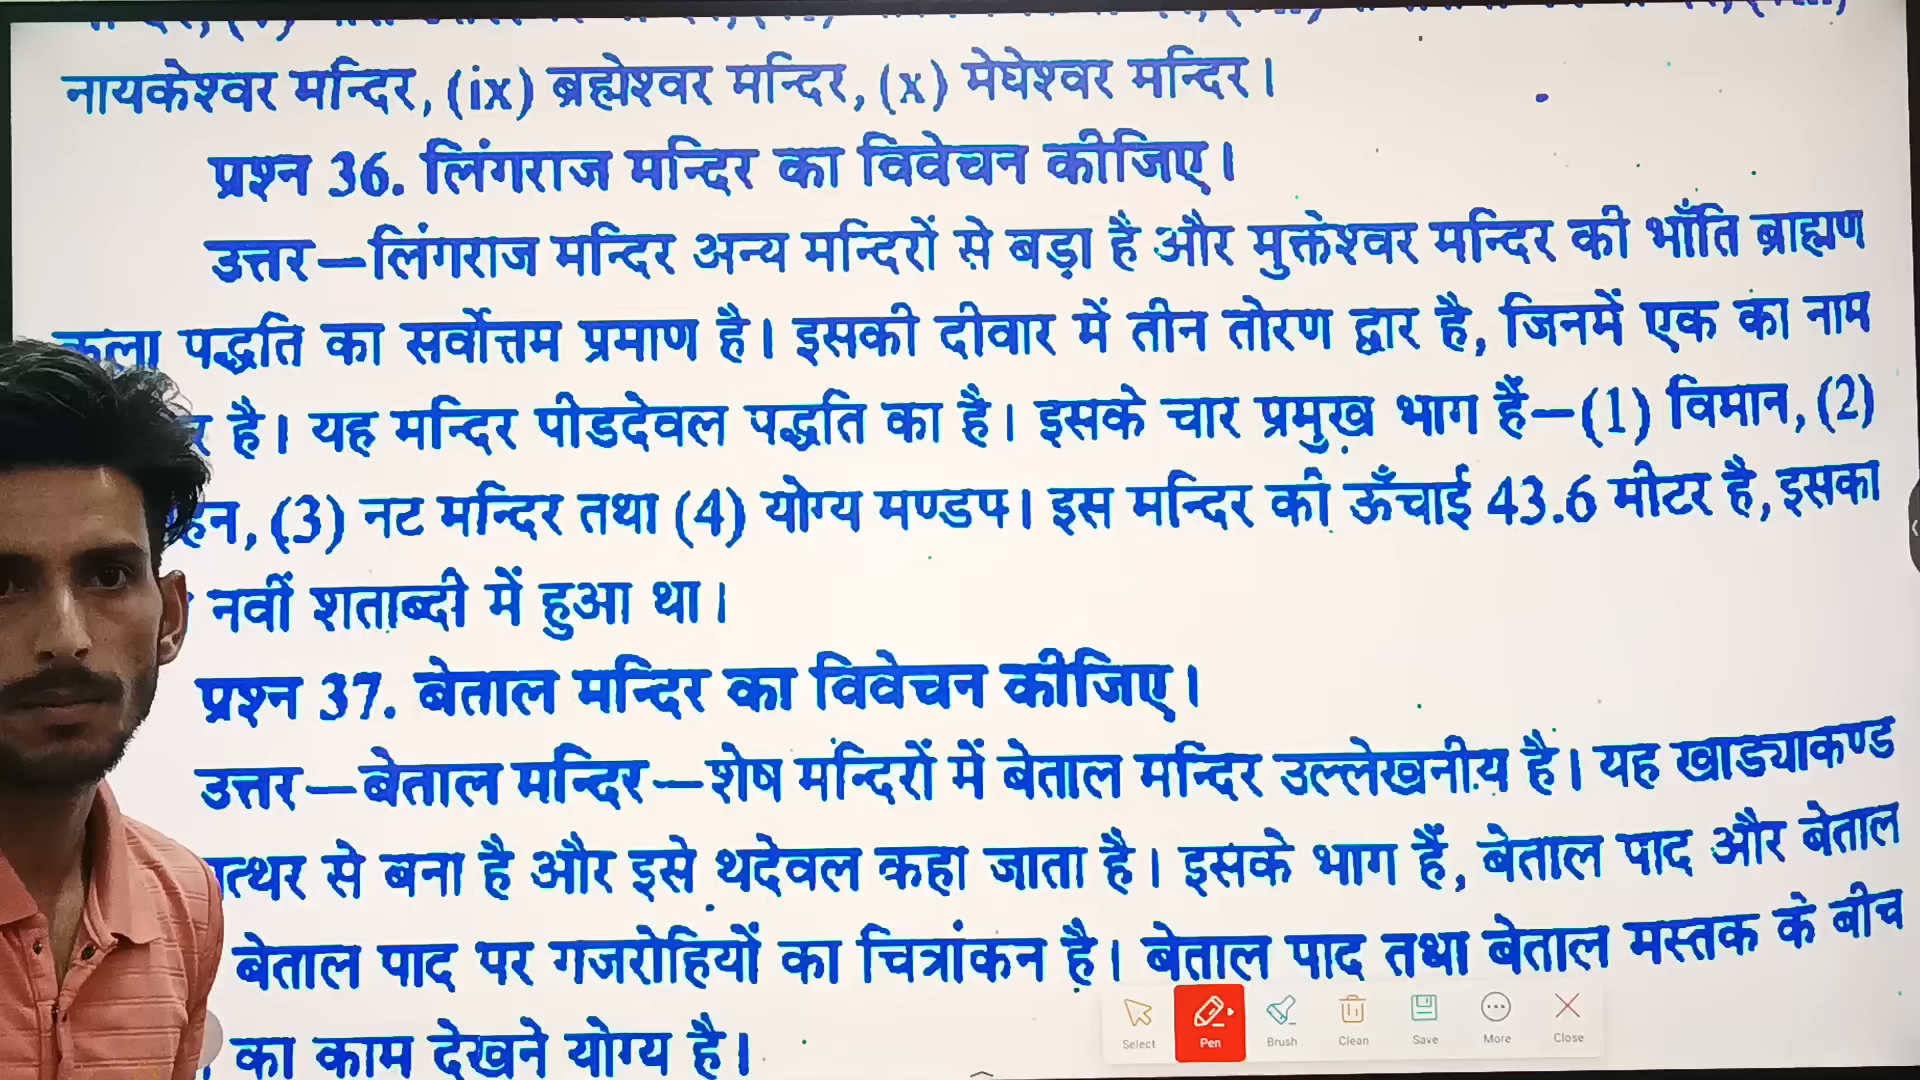 नायकेश्वर मन्दिर, (ix) ब्रह्मेश्वर मन्दिर, (x) मेघेश्वर मन्दिर।
प्रश्न 36. लिंगराज मन्दिर का विवेचन कीजिए।
उत्तर—लिंगराज मन्दिर अन्य मन्दिरों से बड़ा है और मुक्तेश्वर मन्दिर की भाँति ब्राह्मण
कला पद्धति का सर्वोत्तम प्रमाण है। इसकी दीवार में तीन तोरण द्वार है, जिनमें एक का नाम
है। यह मन्दिर पीडदेवल पद्धति का है। इसके चार प्रमुख भाग हैं—(1) विमान, (2)
(3) नट मन्दिर तथा (4) योग्य मण्डप। इस मन्दिर की ऊँचाई 43.6 मीटर है, इसका
नवीं शताब्दी में हुआ था।
प्रश्न 37. बेताल मन्दिर का विवेचन कीजिए।
उत्तर—बेताल मन्दिर—शेष मन्दिरों में बेताल मन्दिर उल्लेखनीय है। यह खाड्याकण्ड
से बना है और इसे थदेवल कहा जाता है। इसके भाग हैं, बेताल पाद और बेताल
बेताल पाद पर गजरोहियों का चित्रांकन है। बेताल पाद तथा बेताल मस्तक के बीच
का काम देखने योग्य है।
Select Pen Brush Clean Save More Close